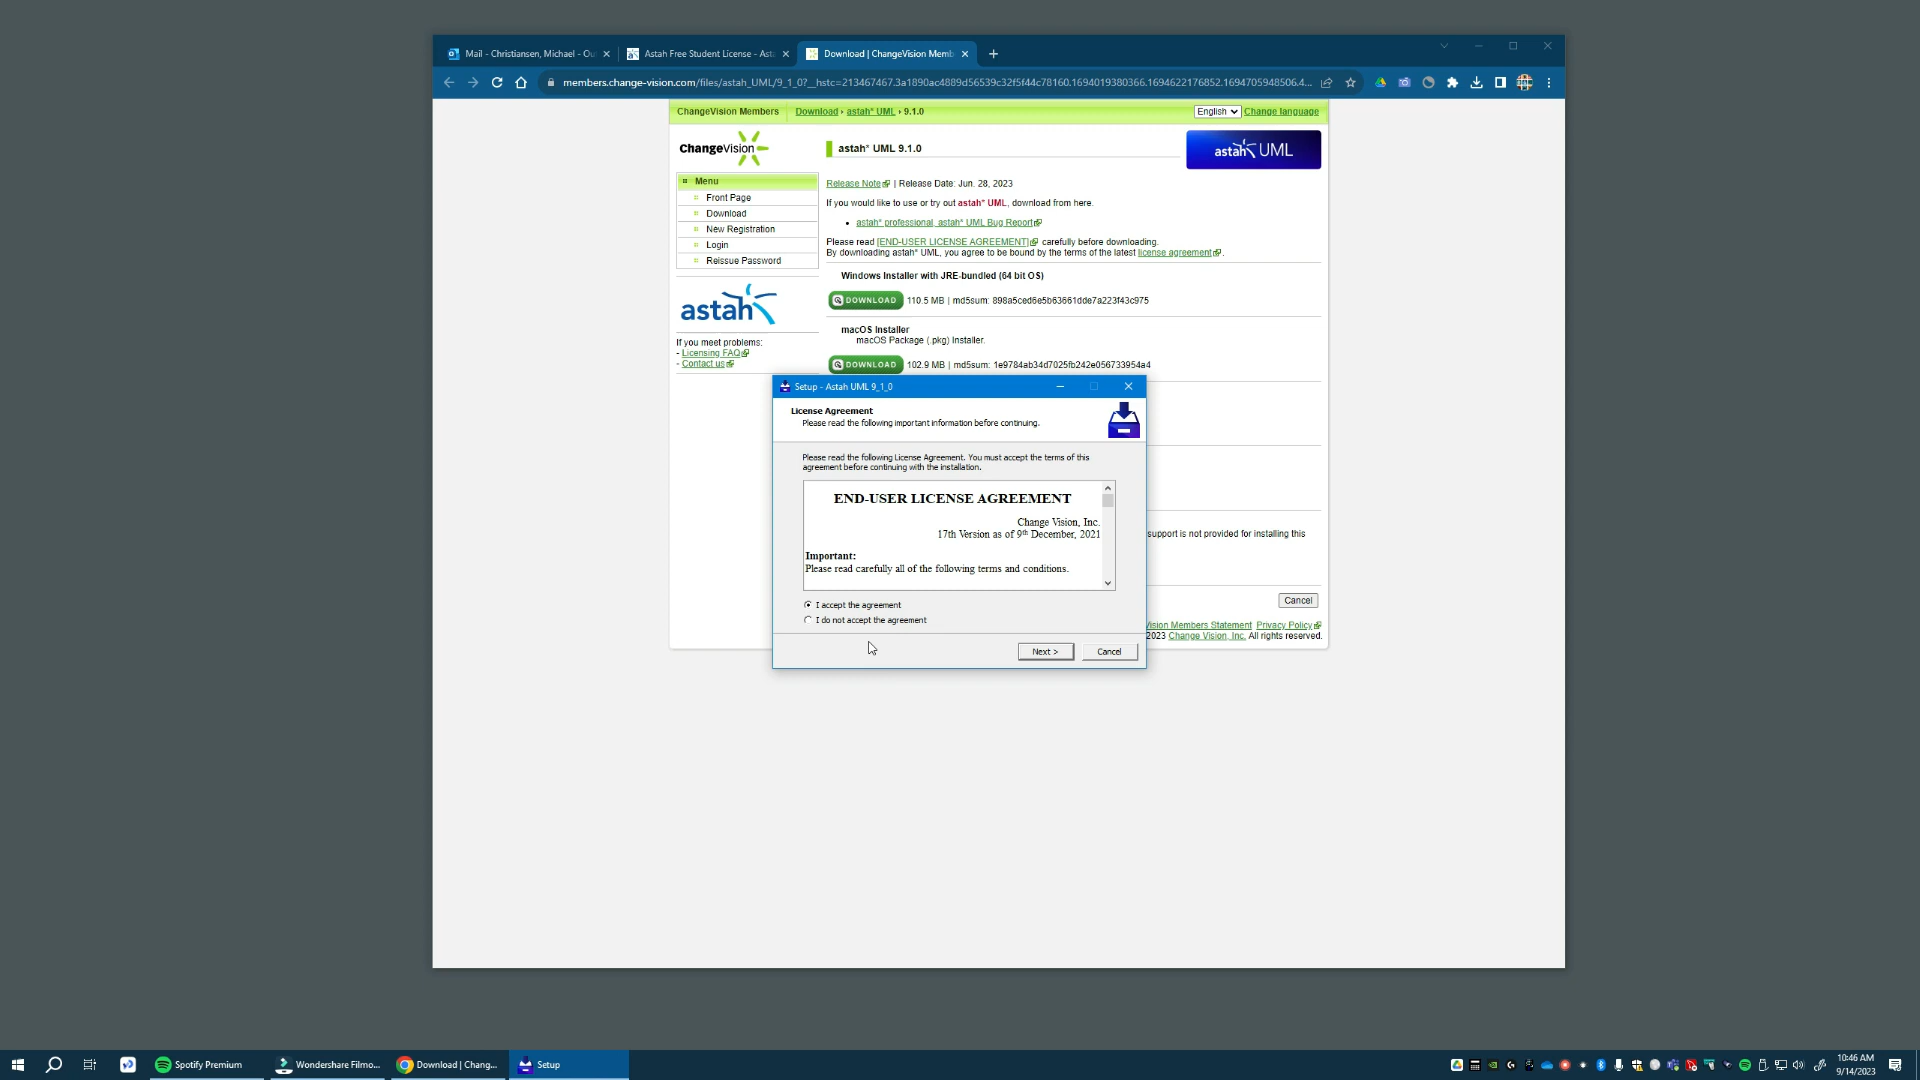 Mail - Christiansen, Michael - Ou
Astah Free Student License - Asta
Download | ChangeVision Memb
members.change-vision.com/files/astah_UML/9_1_0?__hstc=213467467.3a1890ac4889d56539c32f5f44c78160.1694019380366.1694622176852.1694705948506.4...
ChangeVision Members
Download › astah* UML › 9.1.0
English
Change language
ChangeVision
astah* UML 9.1.0
astah UML
Menu
Front Page
Download
New Registration
Login
Reissue Password
astah
If you meet problems:
- Licensing FAQ
- Contact us
Release Note | Release Date: Jun. 28, 2023
If you would like to use or try out astah* UML, download from here.
• astah* professional, astah* UML Bug Report
Please read [END-USER LICENSE AGREEMENT] carefully before downloading.
By downloading astah* UML, you agree to be bound by the terms of the latest license agreement .
Windows Installer with JRE-bundled (64 bit OS)
DOWNLOAD 110.5 MB | md5sum: 898a5ced6e5b63661dde7a223f43c975
macOS Installer
macOS Package (.pkg) Installer.
DOWNLOAD 102.9 MB | md5sum: 1e9784ab34d7025fb242e056733954a4
support is not provided for installing this
Cancel
Vision Members Statement Privacy Policy
2023 Change Vision, Inc. All rights reserved.
Setup - Astah UML 9_1_0
License Agreement
Please read the following important information before continuing.
Please read the following License Agreement. You must accept the terms of this
agreement before continuing with the installation.
END-USER LICENSE AGREEMENT
Change Vision, Inc.
17th Version as of 9th December, 2021
Important:
Please read carefully all of the following terms and conditions.
I accept the agreement
I do not accept the agreement
Next >
Cancel
Spotify Premium
Wondershare Filmo...
Download | Chang...
Setup
10:46 AM
9/14/2023